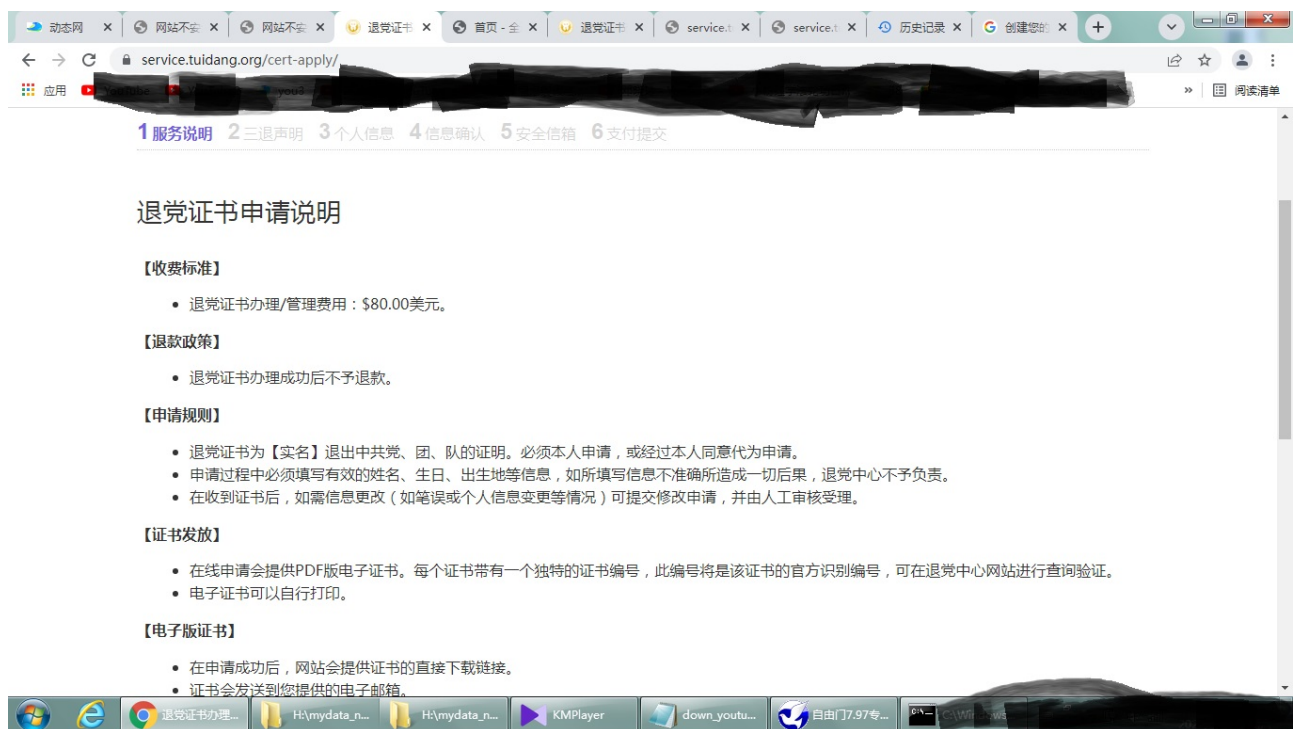 动态网
网站不安
网站不安
退党证书
首页 - 全
退党证书
service.t
service.t
历史记录
创建您的
service.tuidang.org/cert-apply/
应用
you3
阅读清单
1 服务说明 2 三退声明 3 个人信息 4 信息确认 5 安全信箱 6 支付提交
退党证书申请说明
【收费标准】
退党证书办理/管理费用：$80.00美元。
【退款政策】
退党证书办理成功后不予退款。
【申请规则】
退党证书为【实名】退出中共党、团、队的证明。必须本人申请，或经过本人同意代为申请。
申请过程中必须填写有效的姓名、生日、出生地等信息，如所填写信息不准确所造成一切后果，退党中心不予负责。
在收到证书后，如需信息更改（如笔误或个人信息变更等情况）可提交修改申请，并由人工审核受理。
【证书发放】
在线申请会提供PDF版电子证书。每个证书带有一个独特的证书编号，此编号将是该证书的官方识别编号，可在退党中心网站进行查询验证。
电子证书可以自行打印。
【电子版证书】
在申请成功后，网站会提供证书的直接下载链接。
证书会发送到您提供的电子邮箱。
退党证书办理...
H:\mydata_n...
H:\mydata_n...
KMPlayer
down_youtu...
自由门7.97专...
C:\Windows